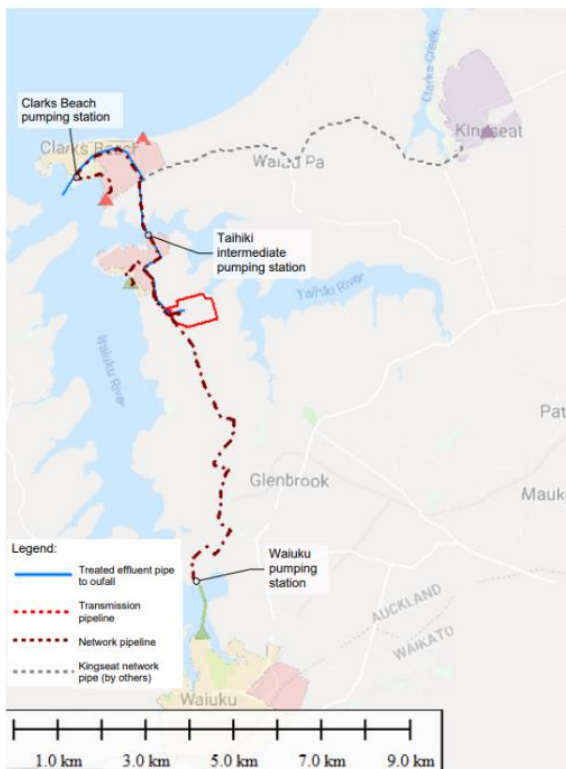 Clarks Beach
pumping station
Clarks Beach
Clarks Creek
Kingseat
Waiau Pa
Taihiki
intermediate
pumping station
Taihiki River
Waiuku River
Pat
Glenbrook
Mauk
Legend:
Treated effluent pipe
to oufall
Transmission
pipeline
Network pipeline
Kingseat network
pipe (by others)
Waiuku
pumping
station
AUCKLAND
WAIKATO
Waiuku
1.0 km 3.0 km 5.0 km 7.0 km 9.0 km